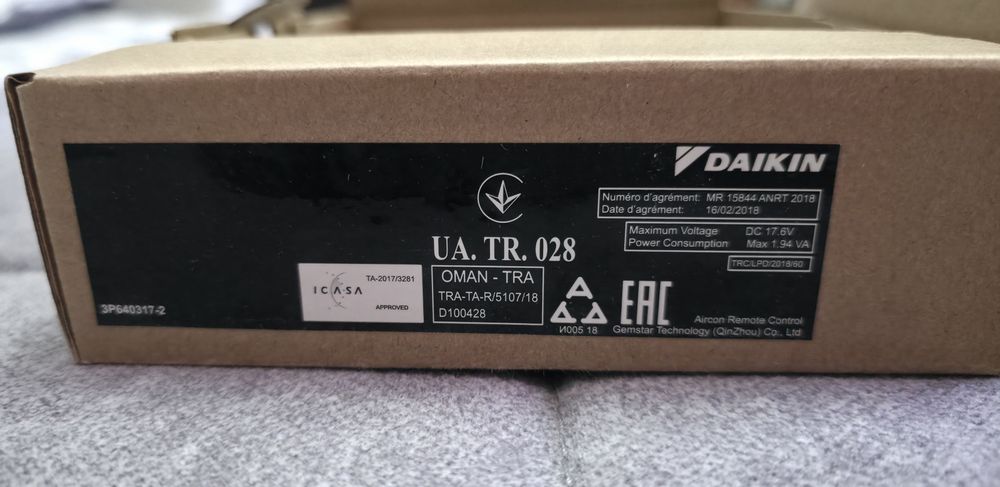 DAIKIN
Numéro d'agrément: MR 15844 ANRT 2018
Date d'agrément: 16/02/2018
Maximum Voltage DC 17.6V
Power Consumption Max 1.94 VA
TRC/LPD/2018/60
UA. TR. 028
OMAN - TRA
TRA-TA-R/5107/18
D100428
TA-2017/3281
ICASA
APPROVED
3P640317-2
И005 18
EAC
Aircon Remote Control
Gemstar Technology (QinZhou) Co., Ltd